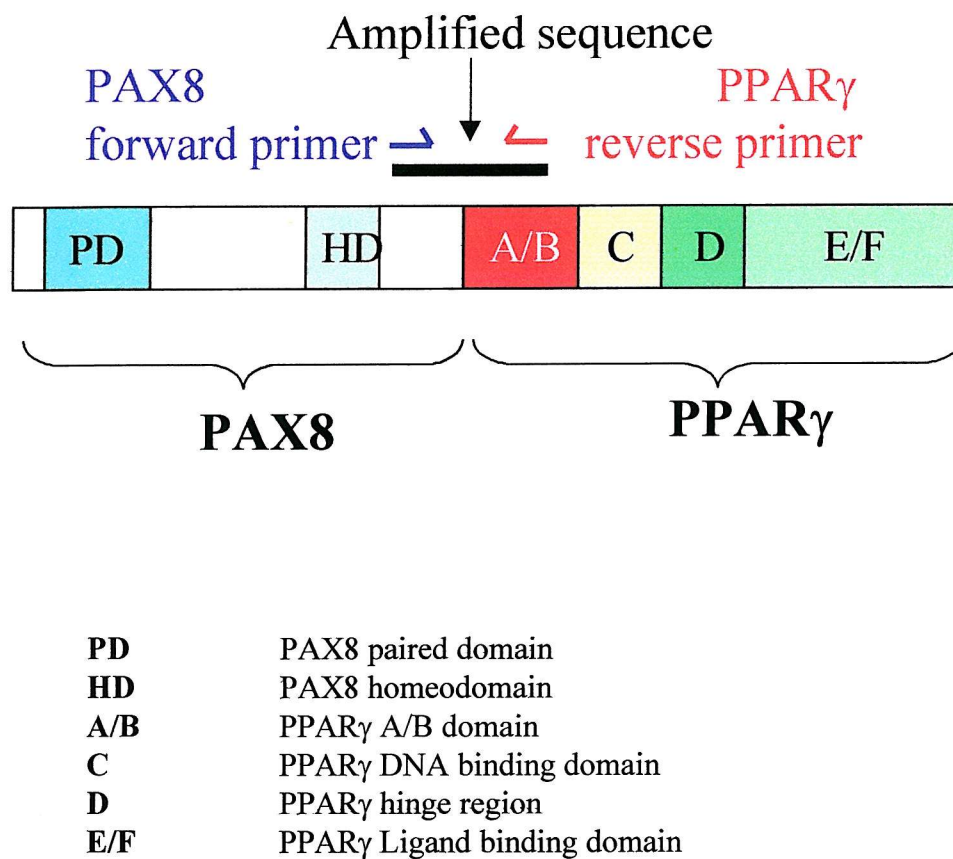 Amplified sequence
PAX8
forward primer
PPARγ
reverse primer
PD
HD
A/B
C
D
E/F
PAX8
PPARγ
PD PAX8 paired domain
HD PAX8 homeodomain
A/B PPARγ A/B domain
C PPARγ DNA binding domain
D PPARγ hinge region
E/F PPARγ Ligand binding domain